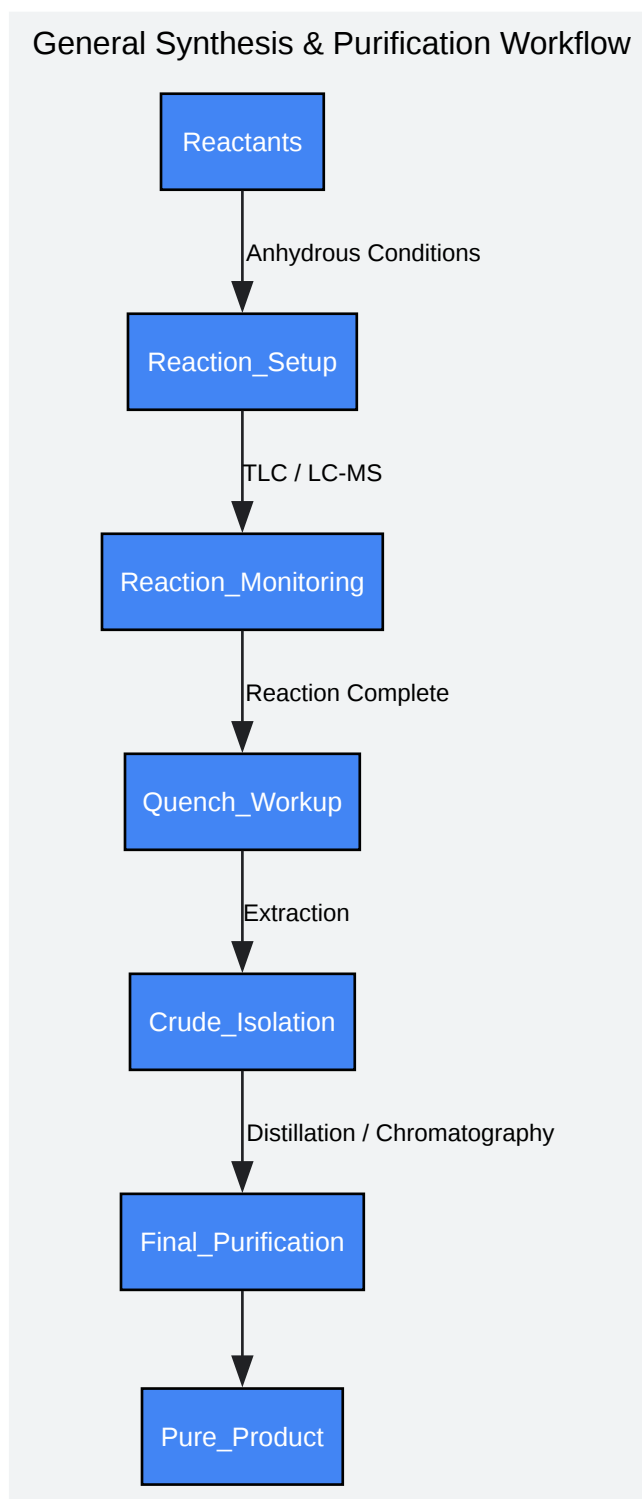 General Synthesis & Purification Workflow
Reactants
Anhydrous Conditions
Reaction_Setup
TLC / LC-MS
Reaction_Monitoring
Reaction Complete
Quench_Workup
Extraction
Crude_Isolation
Distillation / Chromatography
Final_Purification
Pure_Product